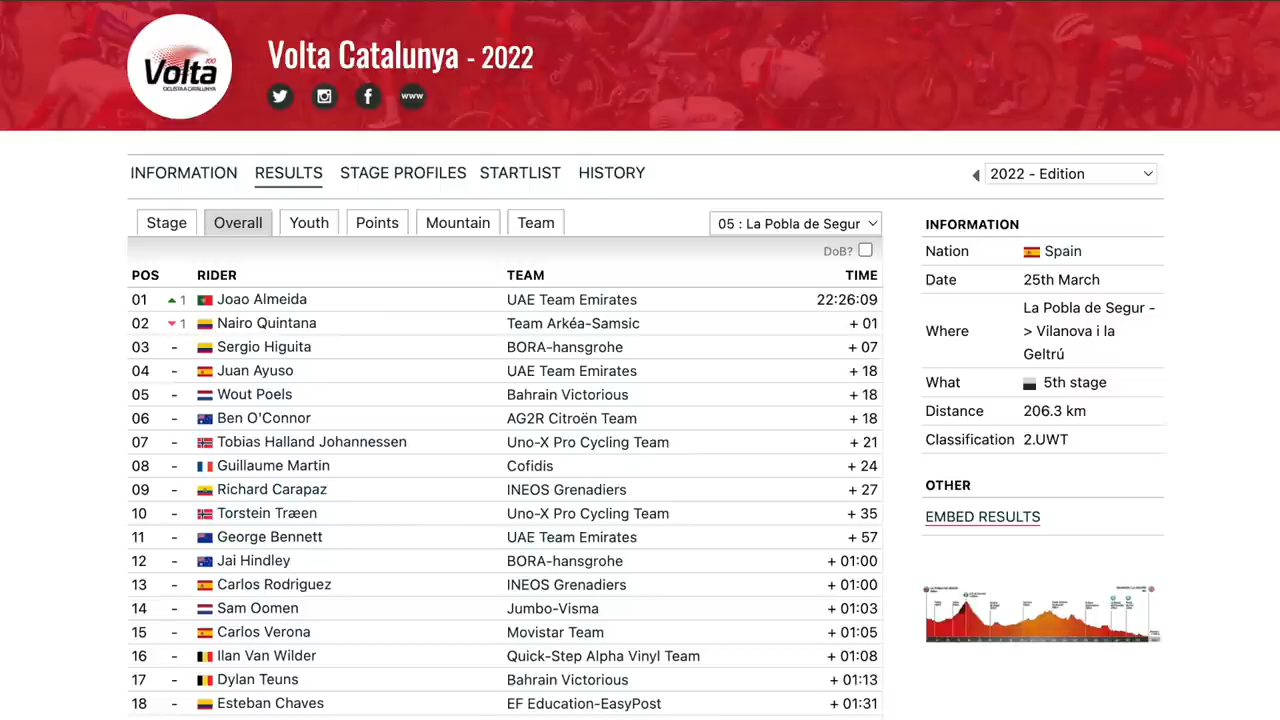 Volta 100
CICLISTA A CATALUNYA
Volta Catalunya - 2022
www
INFORMATION RESULTS STAGE PROFILES STARTLIST HISTORY
2022 - Edition
Stage Overall Youth Points Mountain Team
05 : La Pobla de Segur
DoB?
POS RIDER TEAM TIME
01 1 Joao Almeida UAE Team Emirates 22:26:09
02 1 Nairo Quintana Team Arkéa-Samsic + 01
03 - Sergio Higuita BORA-hansgrohe + 07
04 - Juan Ayuso UAE Team Emirates + 18
05 - Wout Poels Bahrain Victorious + 18
06 - Ben O'Connor AG2R Citroën Team + 18
07 - Tobias Halland Johannessen Uno-X Pro Cycling Team + 21
08 - Guillaume Martin Cofidis + 24
09 - Richard Carapaz INEOS Grenadiers + 27
10 - Torstein Træen Uno-X Pro Cycling Team + 35
11 - George Bennett UAE Team Emirates + 57
12 - Jai Hindley BORA-hansgrohe + 01:00
13 - Carlos Rodriguez INEOS Grenadiers + 01:00
14 - Sam Oomen Jumbo-Visma + 01:03
15 - Carlos Verona Movistar Team + 01:05
16 - Ilan Van Wilder Quick-Step Alpha Vinyl Team + 01:08
17 - Dylan Teuns Bahrain Victorious + 01:13
18 - Esteban Chaves EF Education-EasyPost + 01:31
INFORMATION
Nation Spain
Date 25th March
Where La Pobla de Segur -
> Vilanova i la
Geltrú
What 5th stage
Distance 206.3 km
Classification 2.UWT
OTHER
EMBED RESULTS